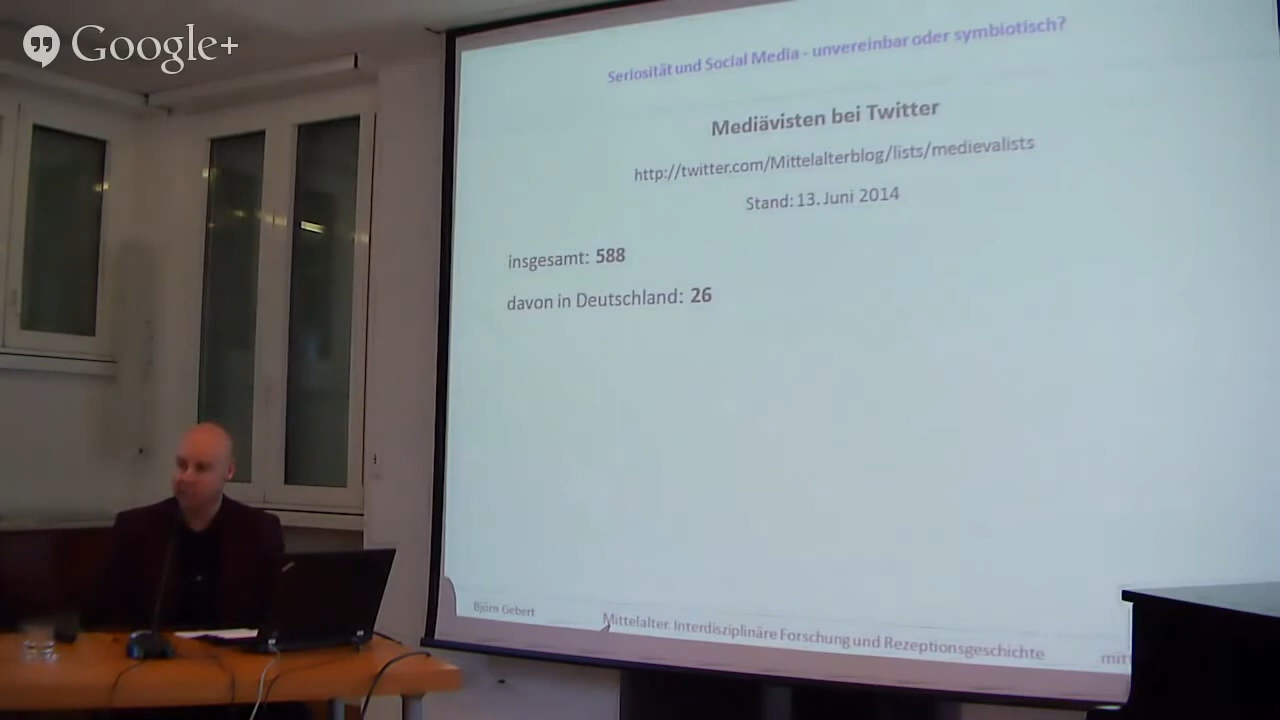 Google+
Seriosität und Social Media - unvereinbar oder symbiotisch?
Mediävisten bei Twitter
http://twitter.com/Mittelalterblog/lists/medievalists
Stand: 13. Juni 2014
insgesamt: 588
davon in Deutschland: 26
Björn Gebert
Mittelalter. Interdisziplinäre Forschung und Rezeptionsgeschichte